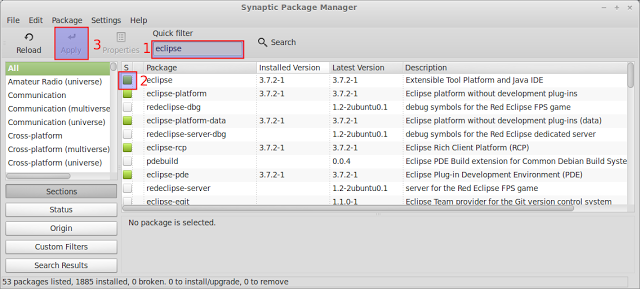 Synaptic Package Manager
File Edit Package Settings Help
Quick filter
Reload 3 Apply Properties 1 eclipse Search
All
Amateur Radio (universe)
Communication
Communication (multiverse
Communication (universe)
Cross-platform
Cross-platform (multiverse)
Cross-platform (universe)
Sections
Status
Origin
Custom Filters
Search Results
S Package Installed Version Latest Version Description
2 eclipse 3.7.2-1 3.7.2-1 Extensible Tool Platform and Java IDE
eclipse-platform 3.7.2-1 3.7.2-1 Eclipse platform without development plug-ins
redeclipse-dbg 1.2-2ubuntu0.1 debug symbols for the Red Eclipse FPS game
eclipse-platform-data 3.7.2-1 3.7.2-1 Eclipse platform without development plug-ins (data)
redeclipse-server-dbg 1.2-2ubuntu0.1 debug symbols for the Red Eclipse dedicated server
eclipse-rcp 3.7.2-1 3.7.2-1 Eclipse Rich Client Platform (RCP)
pdebuild 0.0.4 Eclipse PDE Build extension for Common Debian Build Syste
eclipse-pde 3.7.2-1 3.7.2-1 Eclipse Plug-in Development Environment (PDE)
redeclipse-server 1.2-2ubuntu0.1 server for the Red Eclipse FPS game
eclipse-egit 1.1.0-1 Eclipse Team provider for the Git version control system
No package is selected.
53 packages listed, 1885 installed, 0 broken. 0 to install/upgrade, 0 to remove